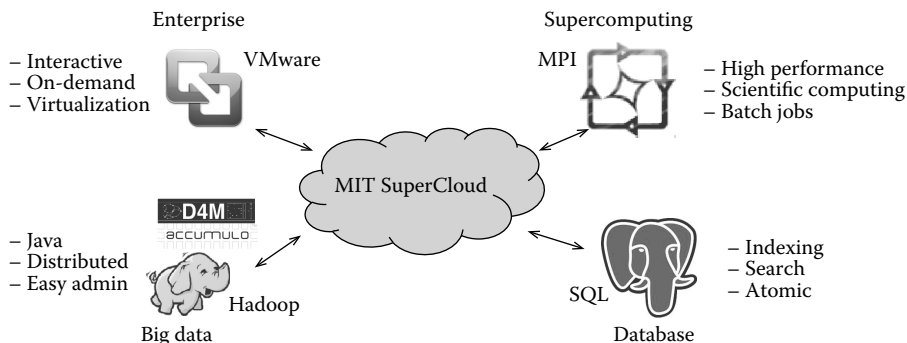 Enterprise
Supercomputing
– Interactive
– On-demand
– Virtualization
VMware
MPI
– High performance
– Scientific computing
– Batch jobs
MIT SuperCloud
D4M
accumulo
– Java
– Distributed
– Easy admin
Hadoop
Big data
SQL
– Indexing
– Search
– Atomic
Database